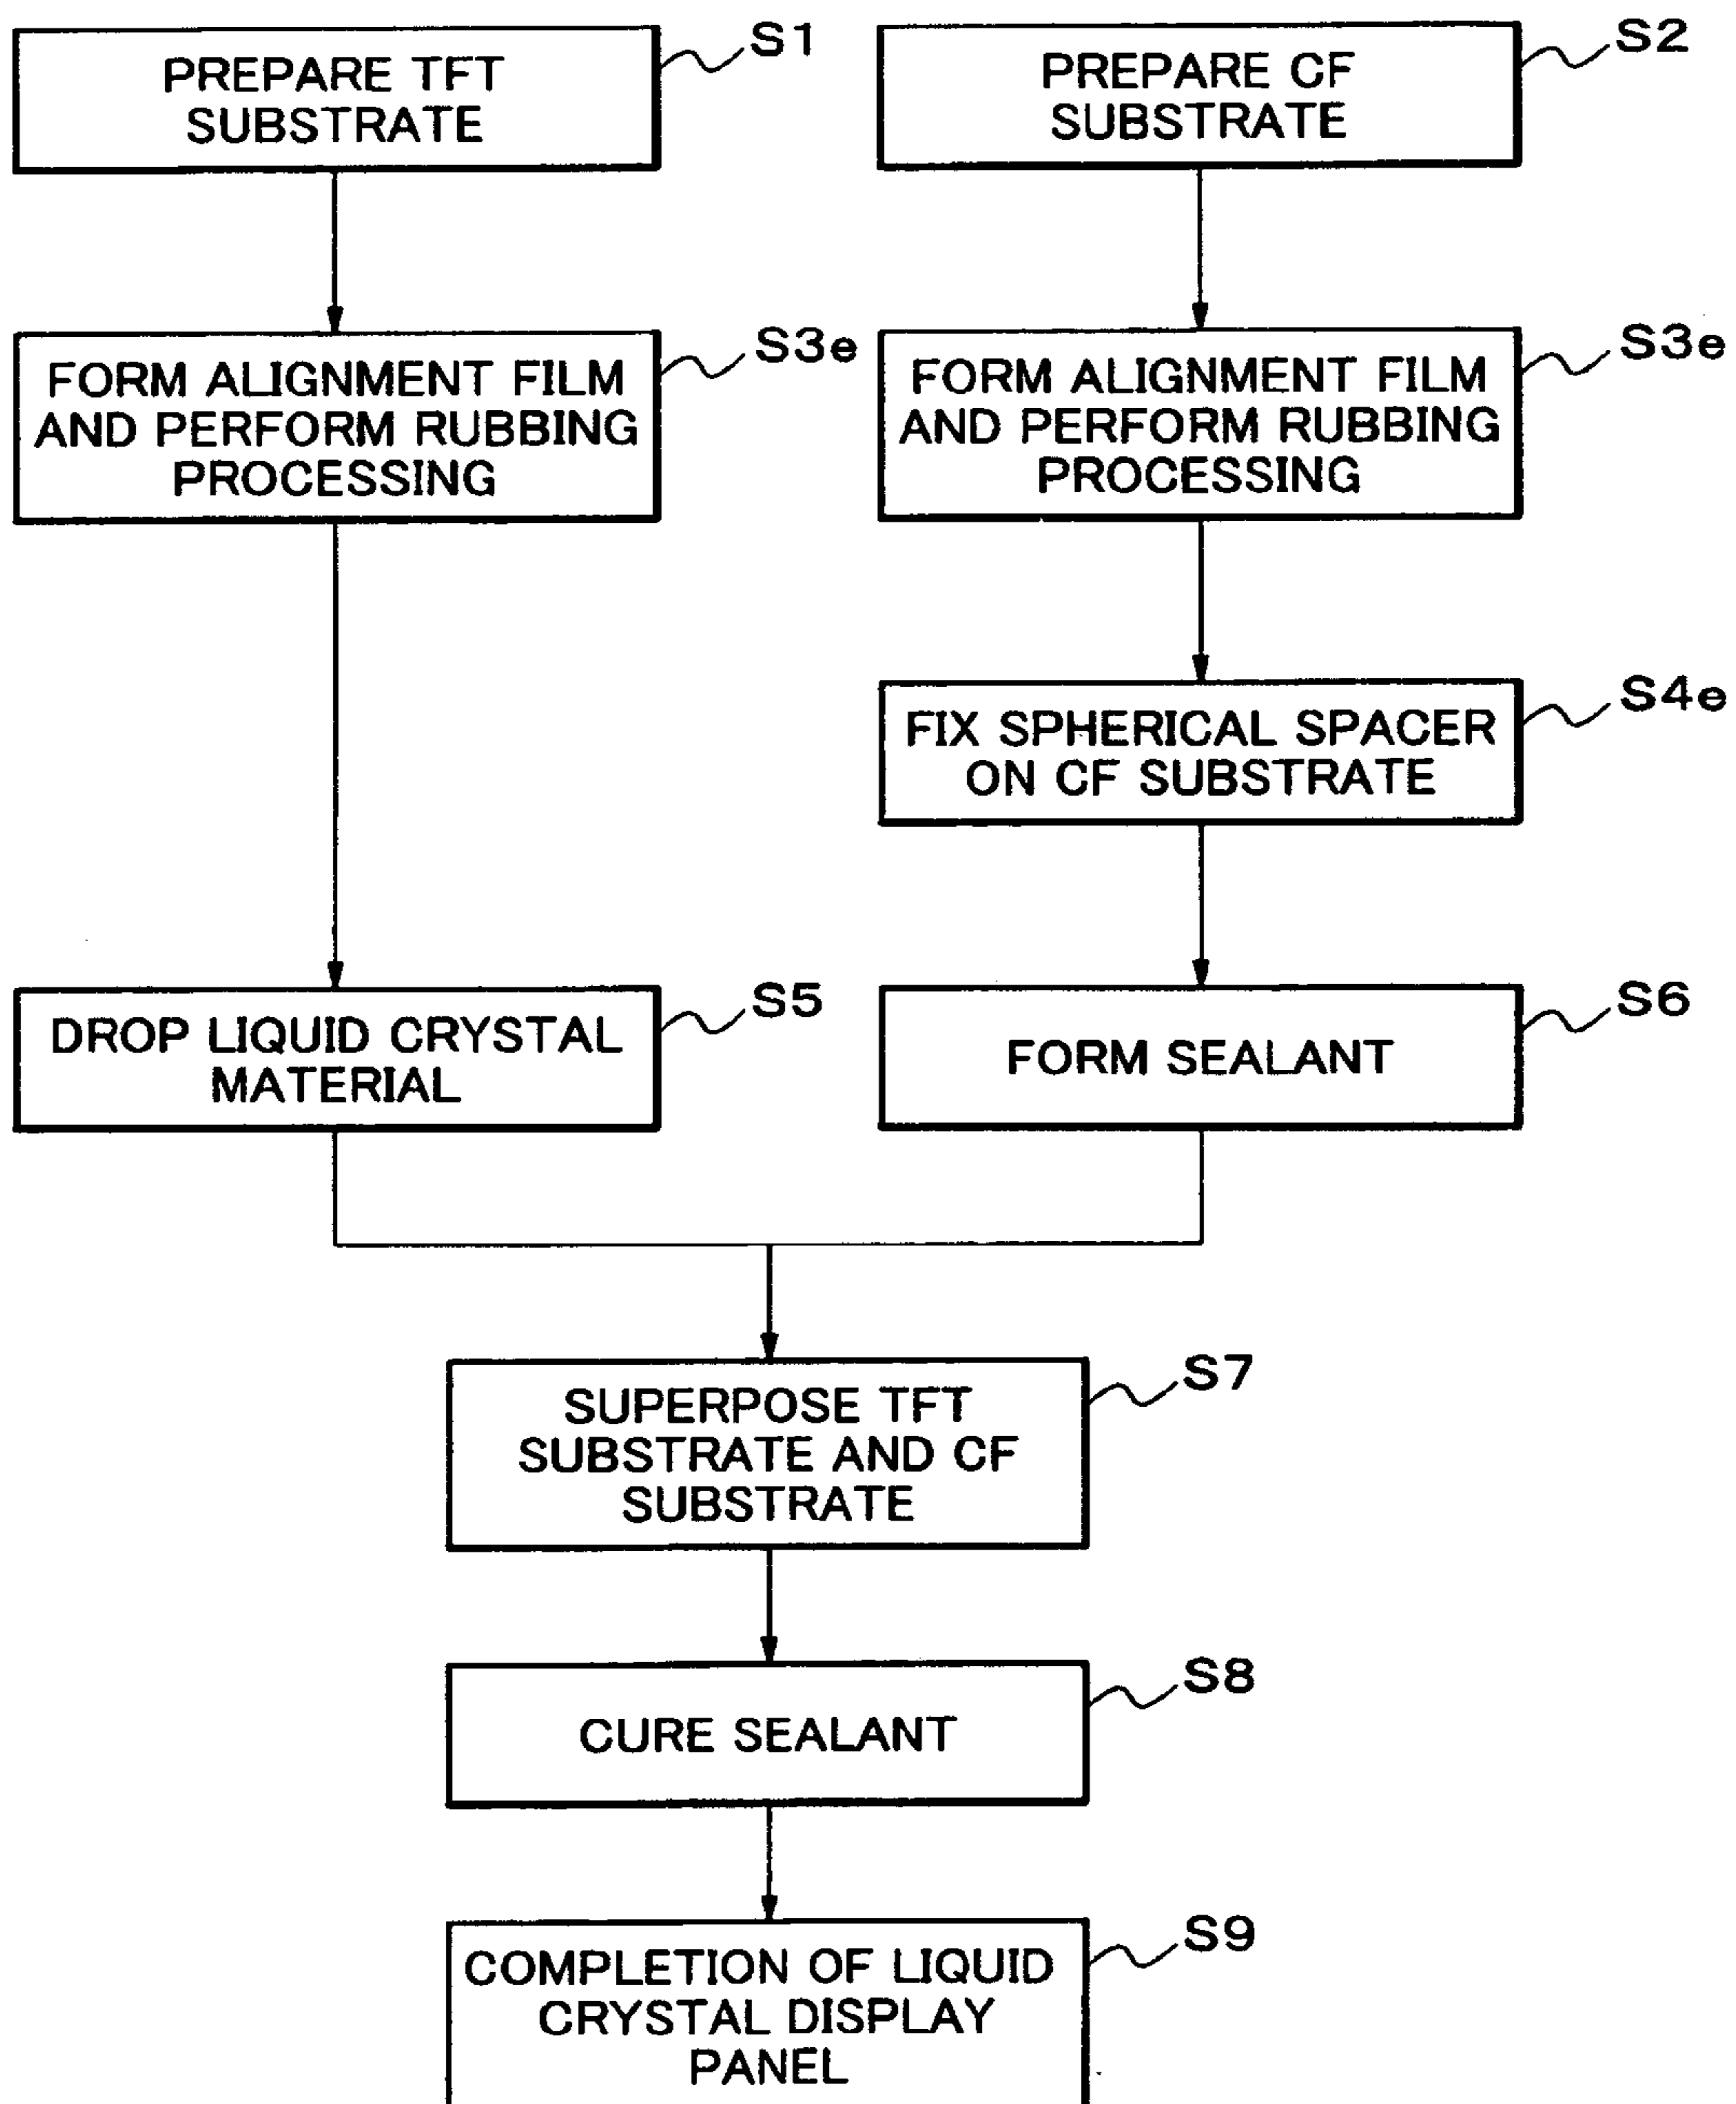 PREPARE TFT
SUBSTRATE
S1
PREPARE CF
SUBSTRATE
S2
FORM ALIGNMENT FILM
AND PERFORM RUBBING
PROCESSING
S3e
FORM ALIGNMENT FILM
AND PERFORM RUBBING
PROCESSING
S3e
FIX SPHERICAL SPACER
ON CF SUBSTRATE
S4e
DROP LIQUID CRYSTAL
MATERIAL
S5
FORM SEALANT
S6
SUPERPOSE TFT
SUBSTRATE AND CF
SUBSTRATE
S7
CURE SEALANT
S8
COMPLETION OF LIQUID
CRYSTAL DISPLAY
PANEL
S9